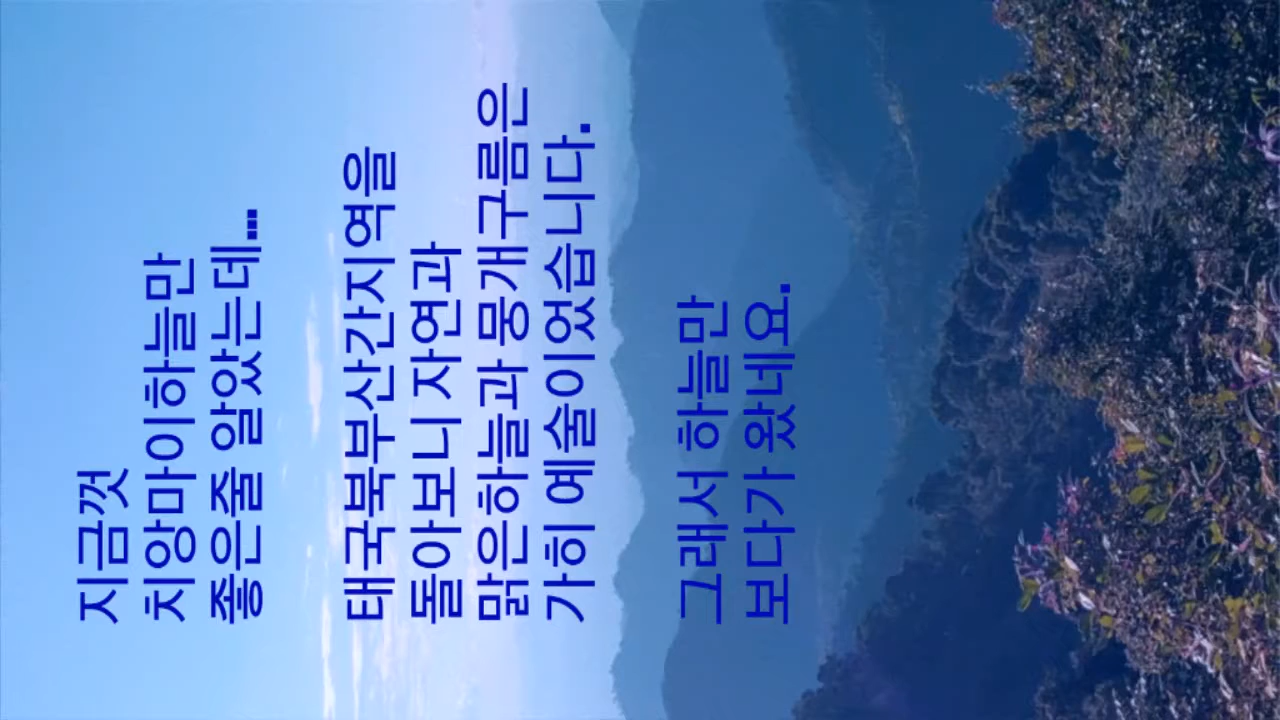 지금껏
치앙마이하늘만
좋은줄 알았는데...
태국북부산간지역을
돌아보니 자연과
맑은하늘과 뭉개구름은
가히 예술이었습니다.
그래서 하늘만
보다가 왔네요.